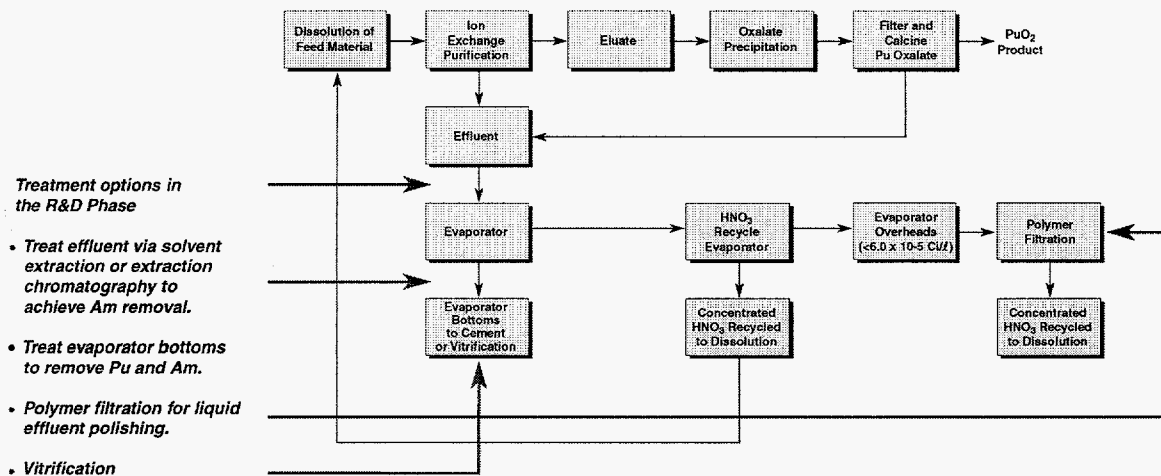 Dissolution of
Feed Material
Ion
Exchange
Purification
Eluate
Oxalate
Precipitation
Filter and
Calcine
Pu Oxalate
PuO₂
Product
Effluent
Treatment options in
the R&D Phase
• Treat effluent via solvent
extraction or extraction
chromatography to
achieve Am removal.
• Treat evaporator bottoms
to remove Pu and Am.
• Polymer filtration for liquid
effluent polishing.
• Vitrification
Evaporator
HNO₃
Recycle
Evaporator
Evaporator
Overheads
(<6.0 x 10-5 Ci/ℓ)
Polymer
Filtration
Evaporator
Bottoms
to Cement
or Vitrification
Concentrated
HNO₃ Recycled
to Dissolution
Concentrated
HNO₃ Recycled
to Dissolution